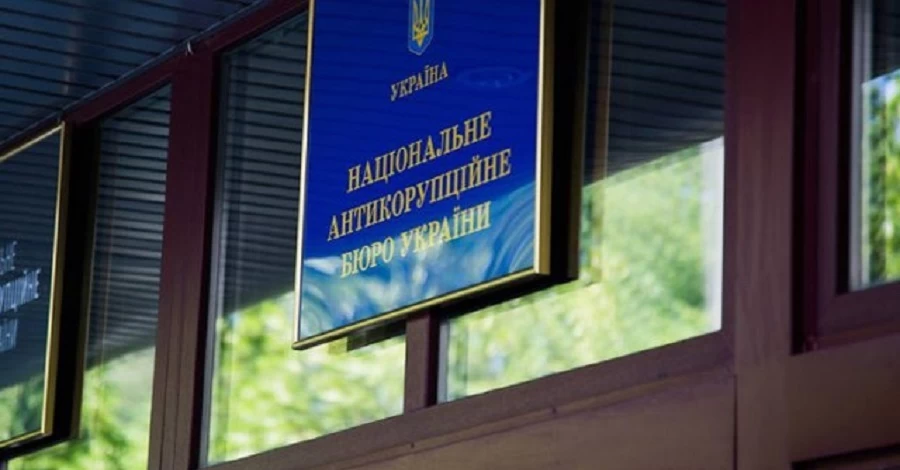 УКРАЇНА
НАЦІОНАЛЬНЕ
АНТИКОРУПЦІЙНЕ
БЮРО УКРАЇНИ